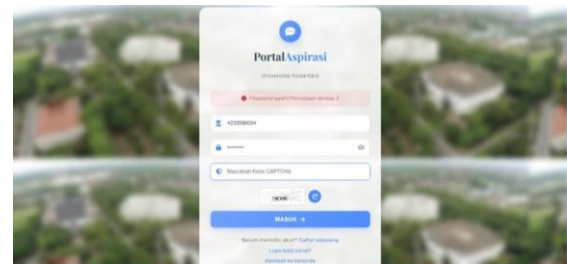 PortalAspirasi
Universitas Nusantara
Password salah! Percobaan tersisa: 2
Masukkan Kode CAPTCHA
MASUK →
Belum memiliki akun? Daftar sekarang
Lupa kata sandi?
Kembali ke beranda